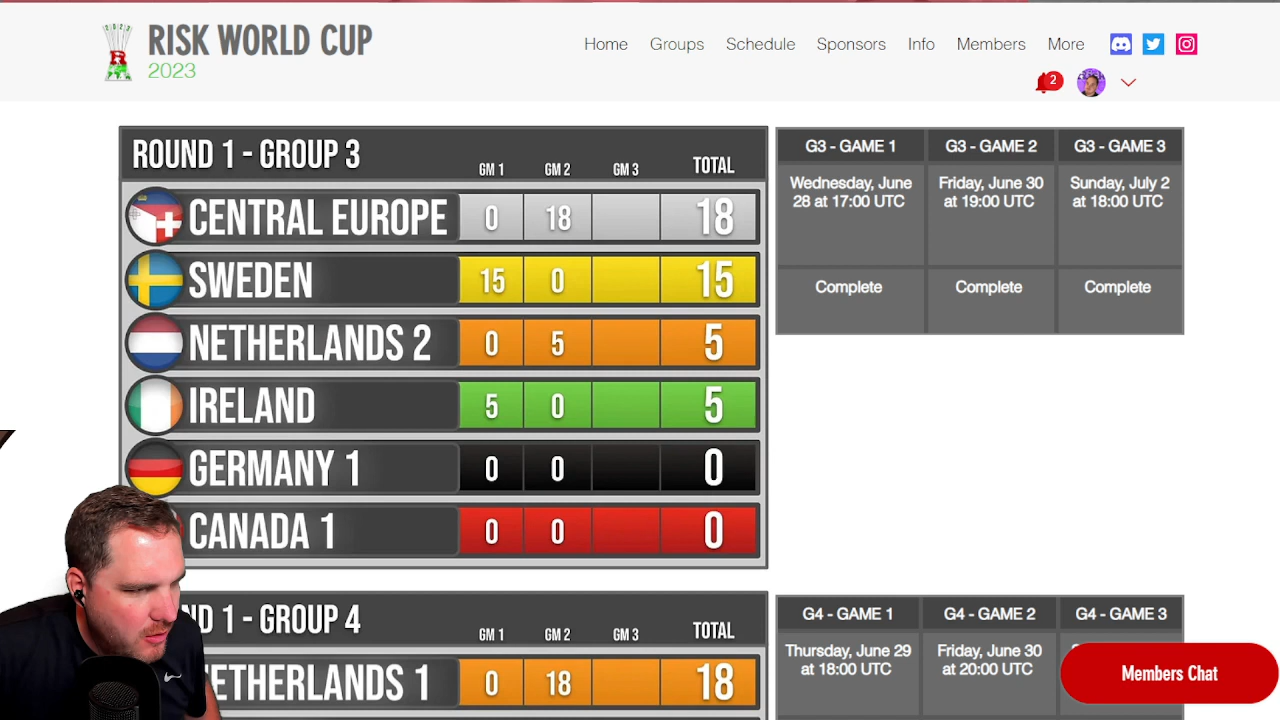 2023
R
RISK WORLD CUP
2023
Home Groups Schedule Sponsors Info Members More
2
ROUND 1 - GROUP 3 GM 1 GM 2 GM 3 TOTAL
CENTRAL EUROPE 0 18 18
SWEDEN 15 0 15
NETHERLANDS 2 0 5 5
IRELAND 5 0 5
GERMANY 1 0 0 0
CANADA 1 0 0 0
G3 - GAME 1 G3 - GAME 2 G3 - GAME 3
Wednesday, June Friday, June 30 Sunday, July 2
28 at 17:00 UTC at 19:00 UTC at 18:00 UTC
Complete Complete Complete
ND 1 - GROUP 4 GM 1 GM 2 GM 3 TOTAL
ETHERLANDS 1 0 18 18
G4 - GAME 1 G4 - GAME 2 G4 - GAME 3
Thursday, June 29 Friday, June 30
at 18:00 UTC at 20:00 UTC
Members Chat